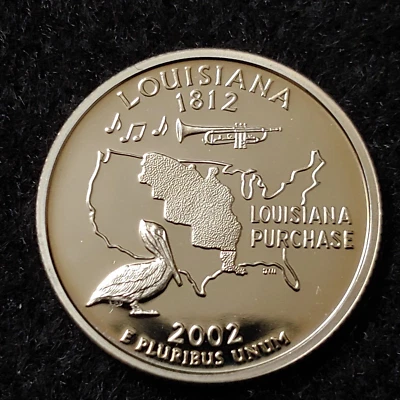 LOUISIANA
1812
LOUISIANA
PURCHASE
2002
E PLURIBUS UNUM